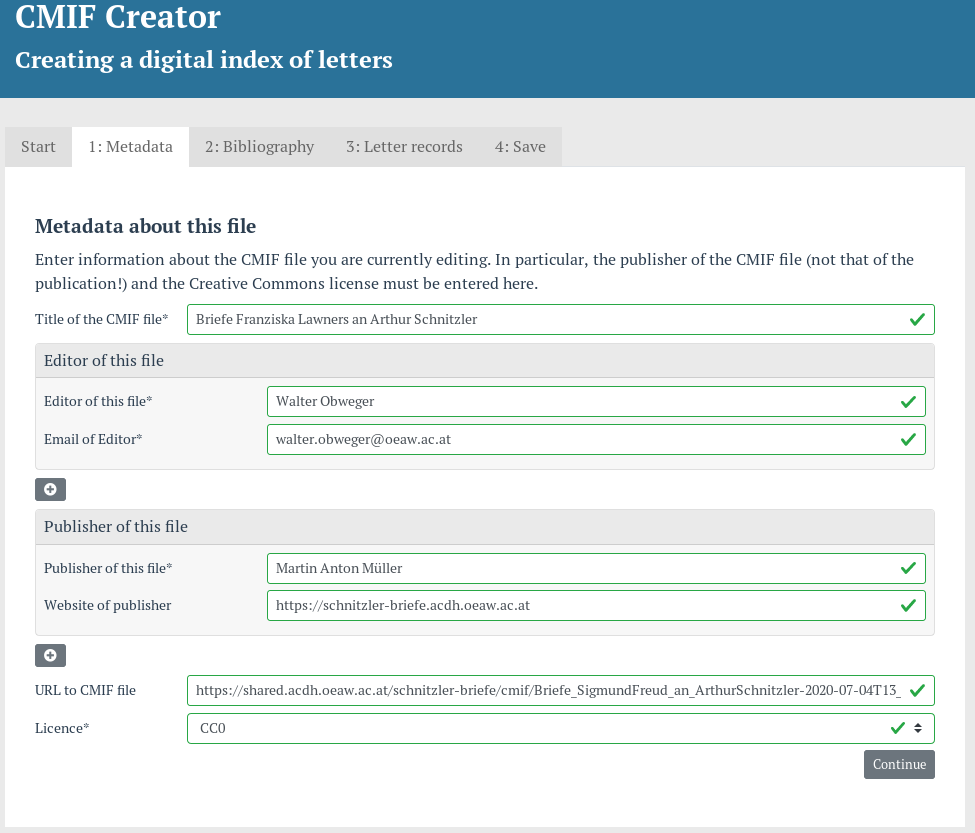 CMIF Creator
Creating a digital index of letters
Start 1: Metadata 2: Bibliography 3: Letter records 4: Save
Metadata about this file
Enter information about the CMIF file you are currently editing. In particular, the publisher of the CMIF file (not that of the
publication!) and the Creative Commons license must be entered here.
Title of the CMIF file* Briefe Franziska Lawners an Arthur Schnitzler
Editor of this file
Editor of this file* Walter Obweger
Email of Editor* walter.obweger@oeaw.ac.at
Publisher of this file
Publisher of this file* Martin Anton Müller
Website of publisher https://schnitzler-briefe.acdh.oeaw.ac.at
URL to CMIF file https://shared.acdh.oeaw.ac.at/schnitzler-briefe/cmif/Briefe_SigmundFreud_an_ArthurSchnitzler-2020-07-04T13_
Licence* CC0
Continue